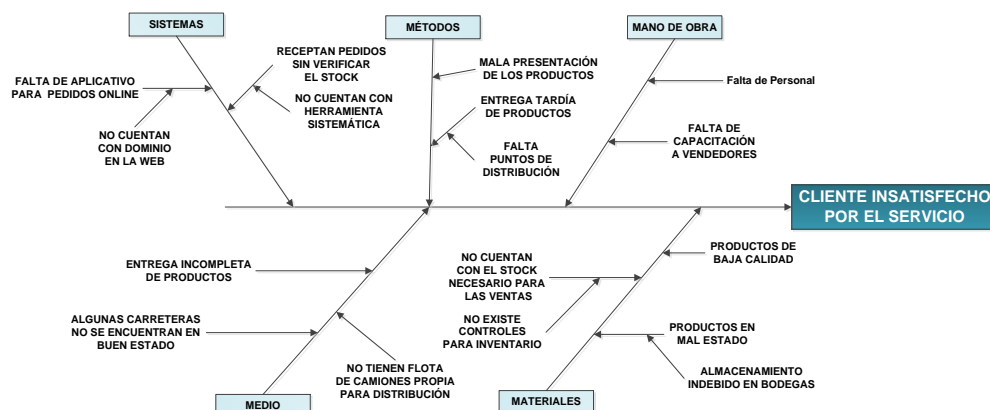 SISTEMAS
MÉTODOS
MANO DE OBRA
RECEPTAN PEDIDOS
SIN VERIFICAR
EL STOCK
FALTA DE APLICATIVO
PARA PEDIDOS ONLINE
NO CUENTAN CON
HERRAMIENTA
SISTEMÁTICA
NO CUENTAN
CON DOMINIO
EN LA WEB
MALA PRESENTACIÓN
DE LOS PRODUCTOS
ENTREGA TARDÍA
DE PRODUCTOS
FALTA
PUNTOS DE
DISTRIBUCIÓN
Falta de Personal
FALTA DE
CAPACITACIÓN
A VENDEDORES
CLIENTE INSATISFECHO
POR EL SERVICIO
ENTREGA INCOMPLETA
DE PRODUCTOS
ALGUNAS CARRETERAS
NO SE ENCUENTRAN EN
BUEN ESTADO
NO TIENEN FLOTA
DE CAMIONES PROPIA
PARA DISTRIBUCIÓN
NO CUENTAN
CON EL STOCK
NECESARIO PARA
LAS VENTAS
NO EXISTE
CONTROLES
PARA INVENTARIO
PRODUCTOS DE
BAJA CALIDAD
PRODUCTOS EN
MAL ESTADO
ALMACENAMIENTO
INDEBIDO EN BODEGAS
MEDIO
MATERIALES